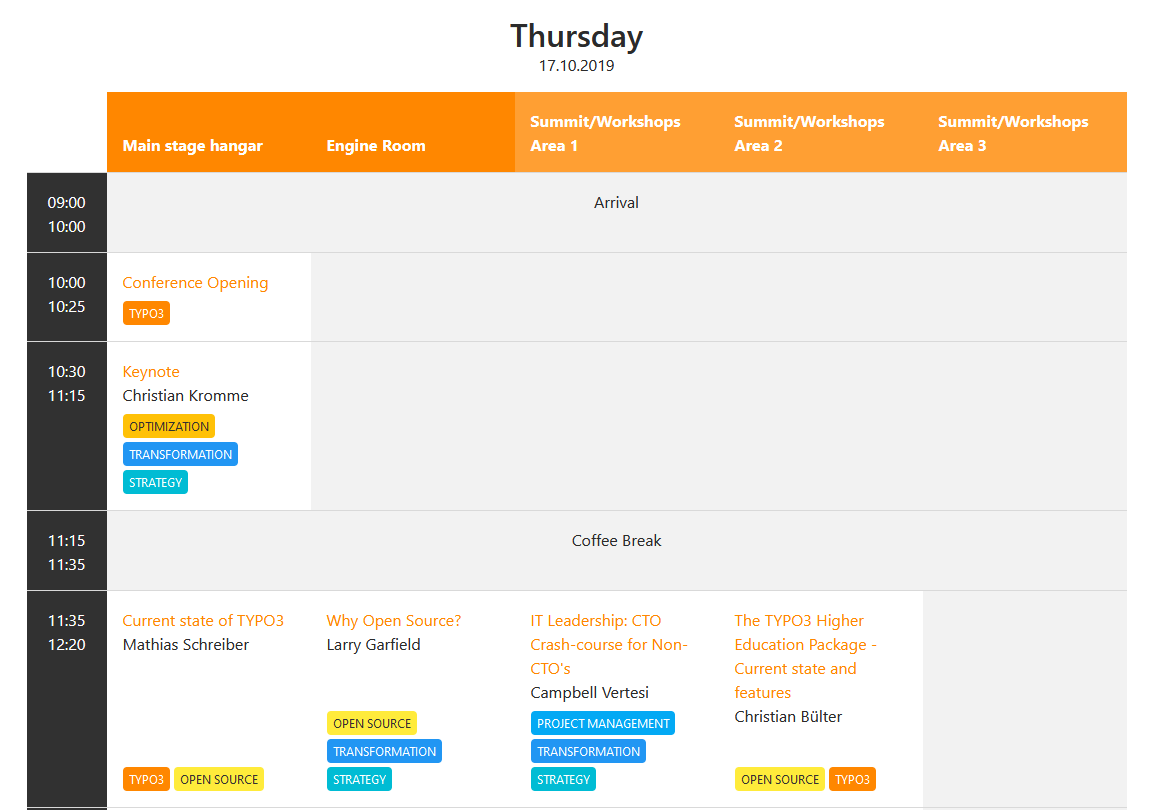 Thursday
17.10.2019
Main stage hangar
Engine Room
Summit/Workshops
Area 1
Summit/Workshops
Area 2
Summit/Workshops
Area 3
09:00
10:00
Arrival
10:00
10:25
Conference Opening
TYPO3
10:30
11:15
Keynote
Christian Kromme
OPTIMIZATION
TRANSFORMATION
STRATEGY
11:15
11:35
Coffee Break
11:35
12:20
Current state of TYPO3
Mathias Schreiber
TYPO3 OPEN SOURCE
Why Open Source?
Larry Garfield
OPEN SOURCE
TRANSFORMATION
STRATEGY
IT Leadership: CTO
Crash-course for Non-
CTO's
Campbell Vertesi
PROJECT MANAGEMENT
TRANSFORMATION
STRATEGY
The TYPO3 Higher
Education Package -
Current state and
features
Christian Bülter
OPEN SOURCE TYPO3